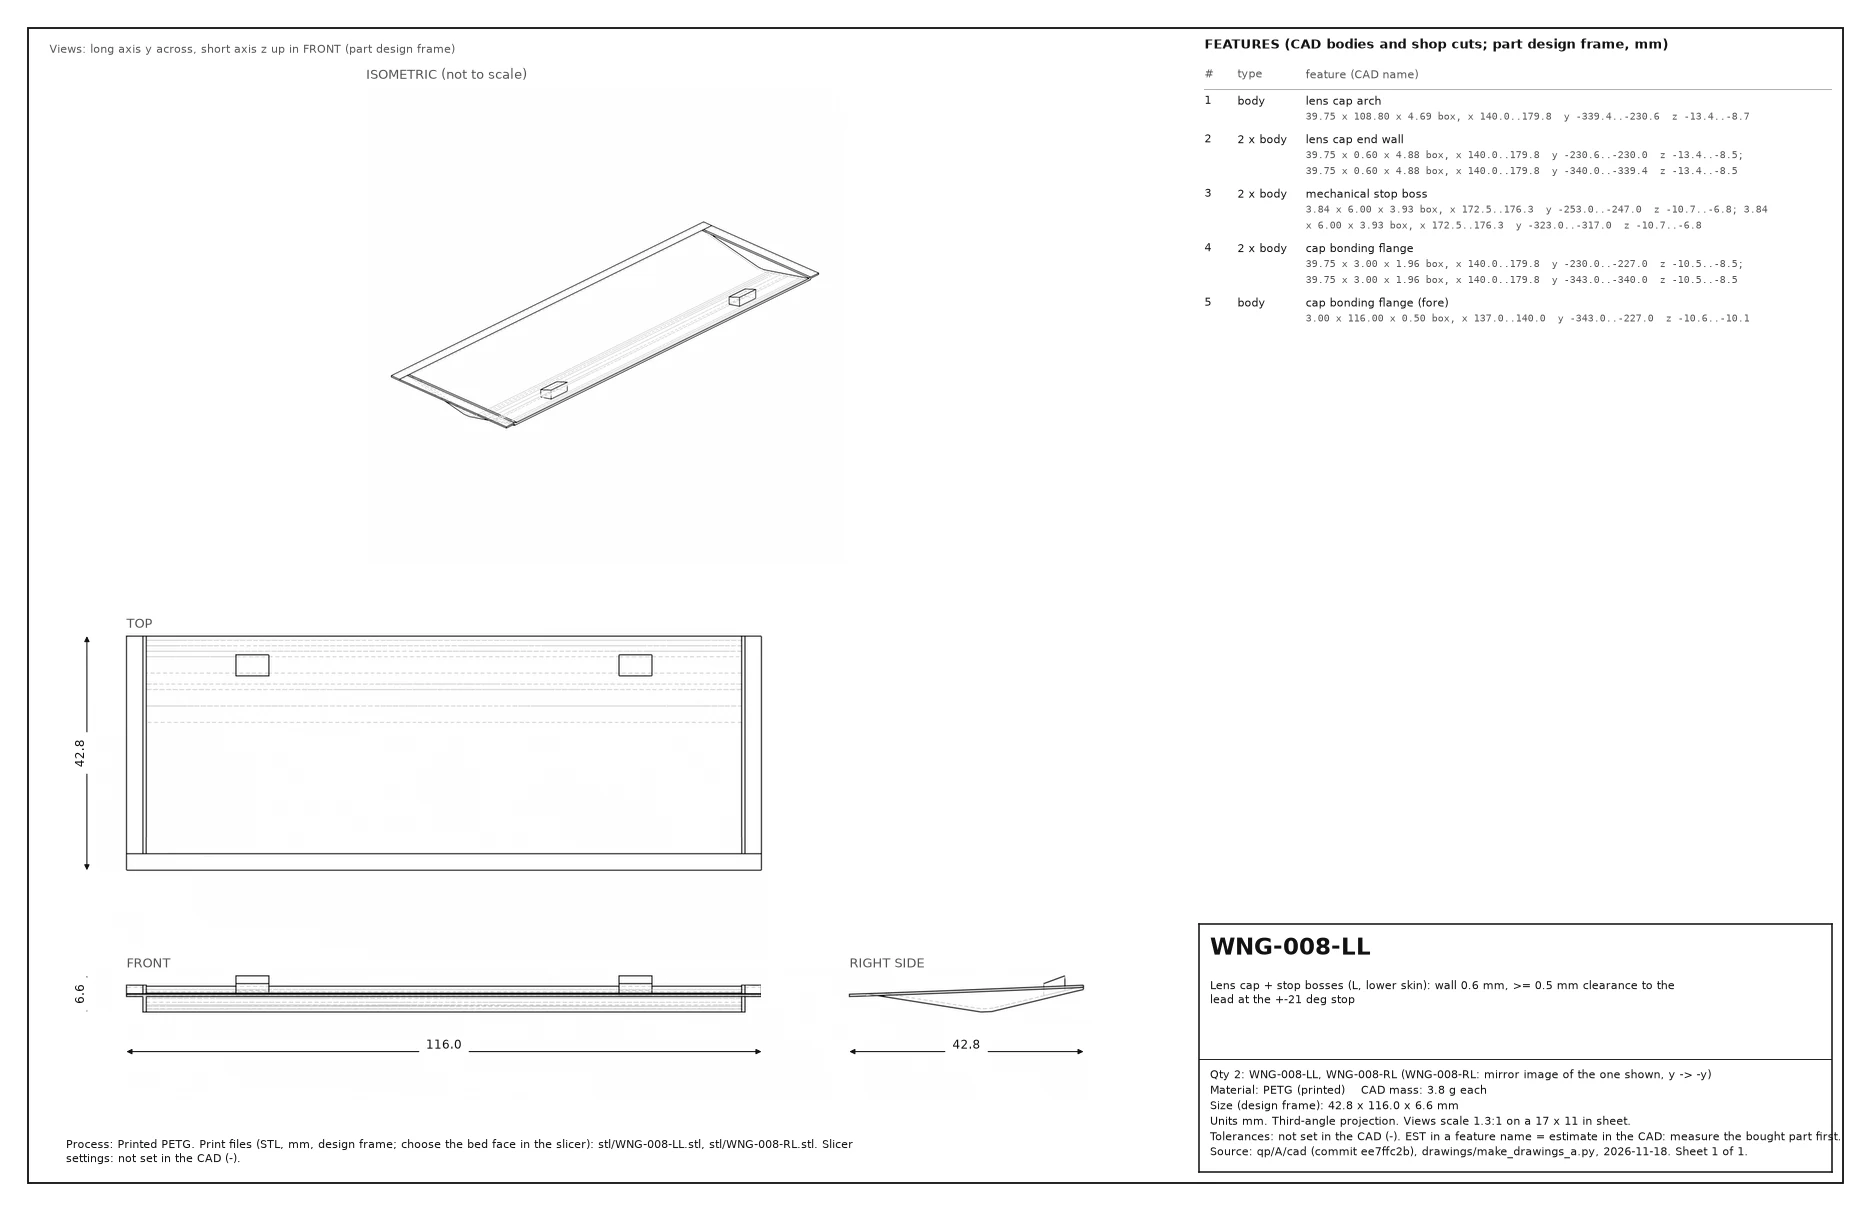 Views: long axis y across, short axis z up in FRONT (part design frame)
ISOMETRIC (not to scale)
FEATURES (CAD bodies and shop cuts; part design frame, mm)
# type feature (CAD name)
1 body lens cap arch
39.75 x 108.80 x 4.69 box, x 140.0..179.8 y -339.4..-230.6 z -13.4..-8.7
2 2 x body lens cap end wall
39.75 x 0.60 x 4.88 box, x 140.0..179.8 y -230.6..-230.0 z -13.4..-8.5;
39.75 x 0.60 x 4.88 box, x 140.0..179.8 y -340.0..-339.4 z -13.4..-8.5
3 2 x body mechanical stop boss
3.84 x 6.00 x 3.93 box, x 172.5..176.3 y -253.0..-247.0 z -10.7..-6.8; 3.84
x 6.00 x 3.93 box, x 172.5..176.3 y -323.0..-317.0 z -10.7..-6.8
4 2 x body cap bonding flange
39.75 x 3.00 x 1.96 box, x 140.0..179.8 y -230.0..-227.0 z -10.5..-8.5;
39.75 x 3.00 x 1.96 box, x 140.0..179.8 y -343.0..-340.0 z -10.5..-8.5
5 body cap bonding flange (fore)
3.00 x 116.00 x 0.50 box, x 137.0..140.0 y -343.0..-227.0 z -10.6..-10.1
TOP
42.8
FRONT
6.6
116.0
RIGHT SIDE
42.8
WNG-008-LL
Lens cap + stop bosses (L, lower skin): wall 0.6 mm, >= 0.5 mm clearance to the
lead at the +-21 deg stop
Qty 2: WNG-008-LL, WNG-008-RL (WNG-008-RL: mirror image of the one shown, y -> -y)
Material: PETG (printed) CAD mass: 3.8 g each
Size (design frame): 42.8 x 116.0 x 6.6 mm
Units mm. Third-angle projection. Views scale 1.3:1 on a 17 x 11 in sheet.
Tolerances: not set in the CAD (-). EST in a feature name = estimate in the CAD: measure the bought part first.
Source: qp/A/cad (commit ee7ffc2b), drawings/make_drawings_a.py, 2026-11-18. Sheet 1 of 1.
Process: Printed PETG. Print files (STL, mm, design frame; choose the bed face in the slicer): stl/WNG-008-LL.stl, stl/WNG-008-RL.stl. Slicer
settings: not set in the CAD (-).